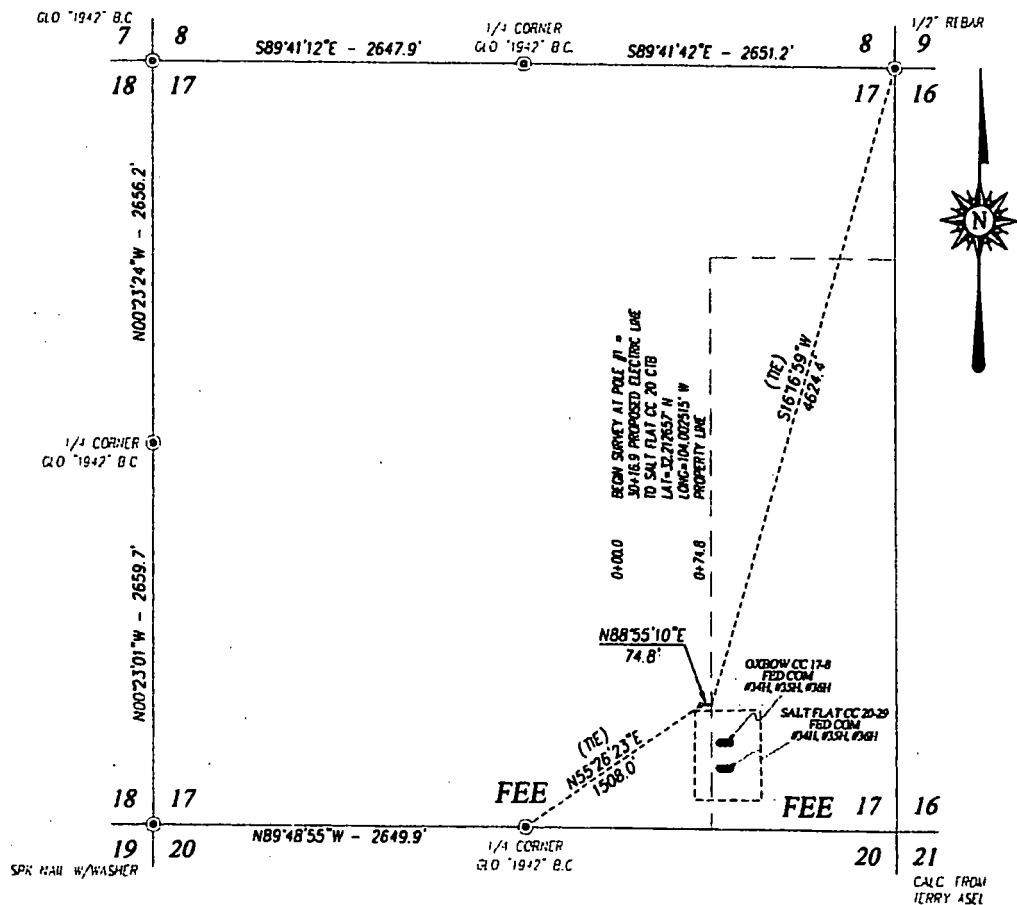 GLO "1942" B.C
7 8
S89°41'12"E - 2647.9'
1/4 CORNER
GLO "1942" B.C.
S89°41'42"E - 2651.2'
8 9
1/2" REBAR
18 17
17 16
N
N00°23'24"W - 2656.2'
(TIE)
S16°16'59"W
4624.4'
BEGIN SURVEY AT POLE #1 =
30+16.9 PROPOSED ELECTRIC LINE
TO SALT FLAT CC 20 CTB
LAT=32.212657° N
LONG=104.002515° W
PROPERTY LINE
0+00.0
0+74.8
1/4 CORNER
GLO "1942" B.C
N00°23'01"W - 2659.7'
N88°55'10"E
74.8'
OXBOW CC 17-8
FED COM
#34H, #35H, #36H
SALT FLAT CC 20-29
FED COM
#34H, #35H, #36H
(TIE)
N55°26'23"E
1508.0'
FEE
FEE
18 17
17 16
N89°48'55"W - 2649.9'
19 20
20 21
SPK NAIL W/WASHER
1/4 CORNER
GLO "1942" B.C
CALC FROM
TERRY ASEL